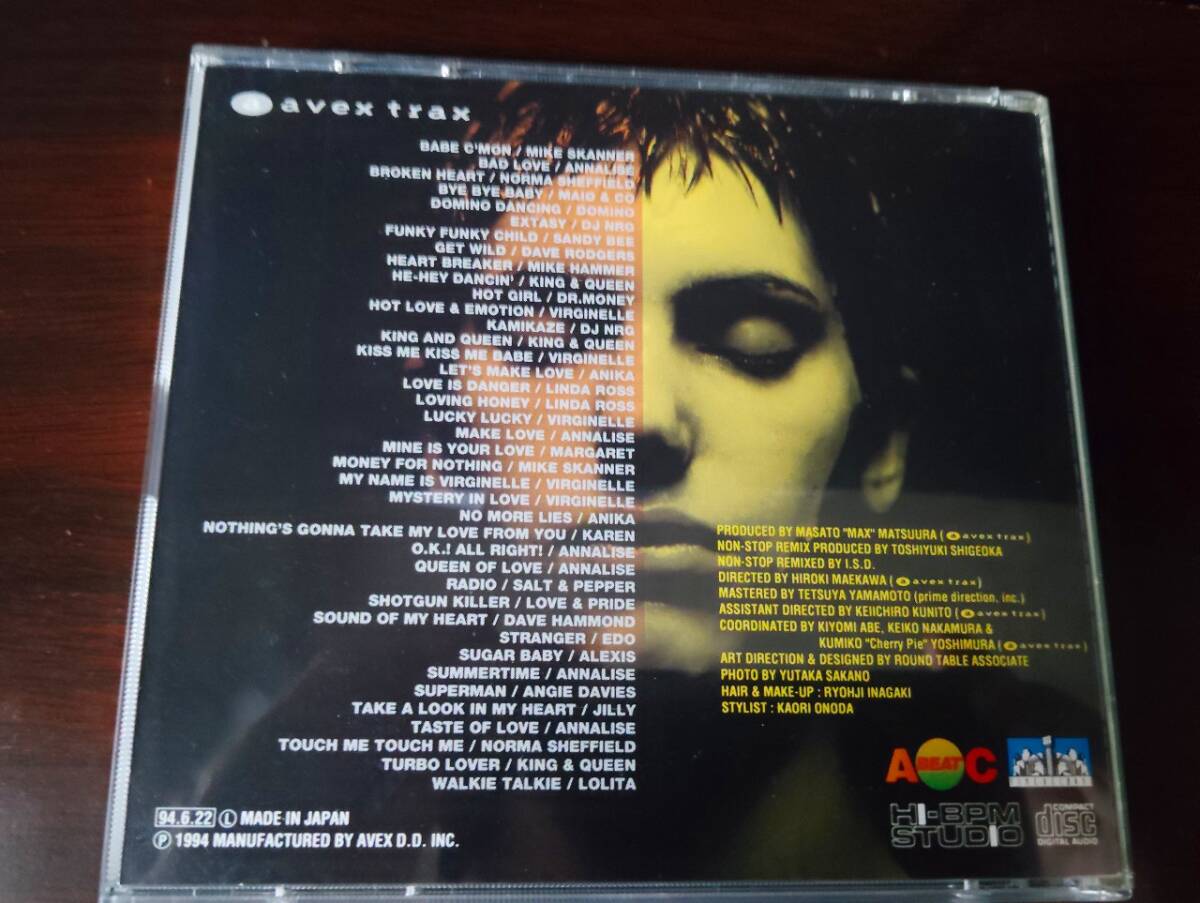 a avex trax
BABE C'MON / MIKE SKANNER
BAD LOVE / ANNALISE
BROKEN HEART / NORMA SHEFFIELD
BYE BYE BABY / MAIO & CO
DOMINO DANCING / DOMINO
EXTASY / DJ NRG
FUNKY FUNKY CHILD / SANDY BEE
GET WILD / DAVE RODGERS
HEART BREAKER / MIKE HAMMER
HE-HEY DANCIN' / KING & QUEEN
HOT GIRL / DR.MONEY
HOT LOVE & EMOTION / VIRGINELLE
KAMIKAZE / DJ NRG
KING AND QUEEN / KING & QUEEN
KISS ME KISS ME BABE / VIRGINELLE
LET'S MAKE LOVE / ANIKA
LOVE IS DANGER / LINDA ROSS
LOVING HONEY / LINDA ROSS
LUCKY LUCKY / VIRGINELLE
MAKE LOVE / ANNALISE
MINE IS YOUR LOVE / MARGARET
MONEY FOR NOTHING / MIKE SKANNER
MY NAME IS VIRGINELLE / VIRGINELLE
MYSTERY IN LOVE / VIRGINELLE
NO MORE LIES / ANIKA
NOTHING'S GONNA TAKE MY LOVE FROM YOU / KAREN
O.K.! ALL RIGHT! / ANNALISE
QUEEN OF LOVE / ANNALISE
RADIO / SALT & PEPPER
SHOTGUN KILLER / LOVE & PRIDE
SOUND OF MY HEART / DAVE HAMMOND
STRANGER / EDO
SUGAR BABY / ALEXIS
SUMMERTIME / ANNALISE
SUPERMAN / ANGIE DAVIES
TAKE A LOOK IN MY HEART / JILLY
TASTE OF LOVE / ANNALISE
TOUCH ME TOUCH ME / NORMA SHEFFIELD
TURBO LOVER / KING & QUEEN
WALKIE TALKIE / LOLITA
94.6.22 Ⓛ MADE IN JAPAN
℗ 1994 MANUFACTURED BY AVEX D.D. INC.
PRODUCED BY MASATO "MAX" MATSUURA (a avex trax)
NON-STOP REMIX PRODUCED BY TOSHIYUKI SHIGEOKA
NON-STOP REMIXED BY I.S.D.
DIRECTED BY HIROKI MAEKAWA (a avex trax)
MASTERED BY TETSUYA YAMAMOTO (prime direction, inc.)
ASSISTANT DIRECTED BY KEIICHIRO KUNITO (a avex trax)
COORDINATED BY KIYOMI ABE, KEIKO NAKAMURA &
KUMIKO "Cherry Pie" YOSHIMURA (a avex trax)
ART DIRECTION & DESIGNED BY ROUND TABLE ASSOCIATE
PHOTO BY YUTAKA SAKANO
HAIR & MAKE-UP : RYOHJI INAGAKI
STYLIST : KAORI ONODA
A BEAT C
HI-BPM
STUDIO
COMPACT
disc
DIGITAL AUDIO